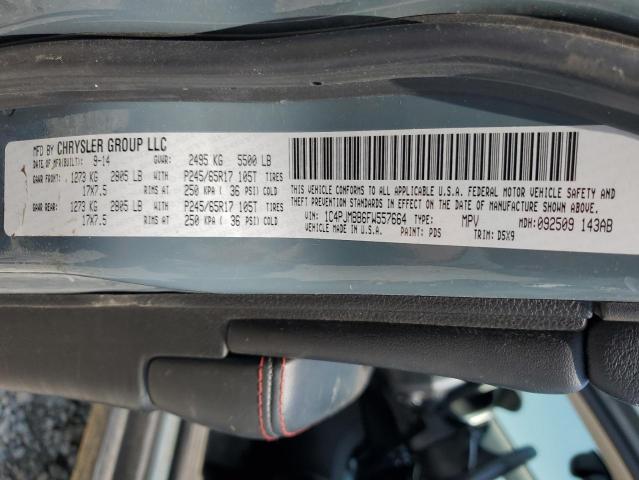 MFD BY CHRYSLER GROUP LLC
DATE OF MFR(BUILT): 9-14 GVWR: 2495 KG 5500 LB
GAWR FRONT: 1273 KG 2805 LB WITH P245/65R17 105T TIRES
17X7.5 RIMS AT 250 KPA ( 36 PSI) COLD
GAWR REAR: 1273 KG 2805 LB WITH P245/65R17 105T TIRES
17X7.5 RIMS AT 250 KPA ( 36 PSI) COLD
THIS VEHICLE CONFORMS TO ALL APPLICABLE U.S.A. FEDERAL MOTOR VEHICLE SAFETY AND
THEFT PREVENTION STANDARDS IN EFFECT ON THE DATE OF MANUFACTURE SHOWN ABOVE.
VIN: 1C4PJMBB6FW557664 TYPE: MPV MDH: 092509 143AB
VEHICLE MADE IN U.S.A. PAINT: PDS TRIM: D5X9